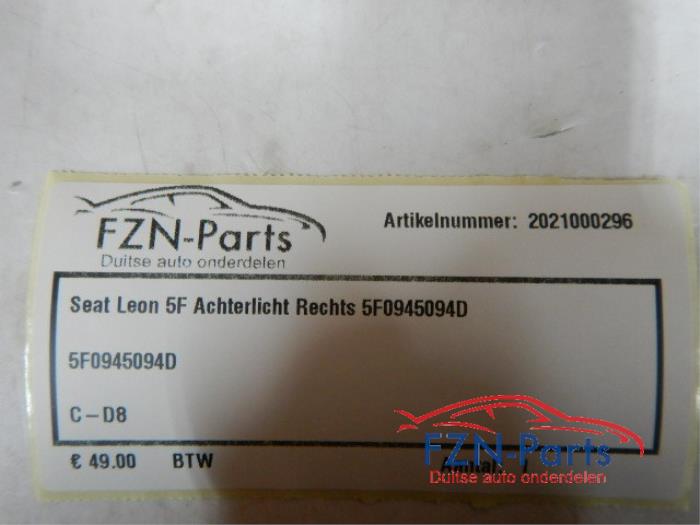 FZN-Parts
Duitse auto onderdelen
Artikelnummer: 2021000296
Seat Leon 5F Achterlicht Rechts 5F0945094D
5F0945094D
C-D8
€ 49.00 BTW
FZN-Parts
Duitse auto onderdelen